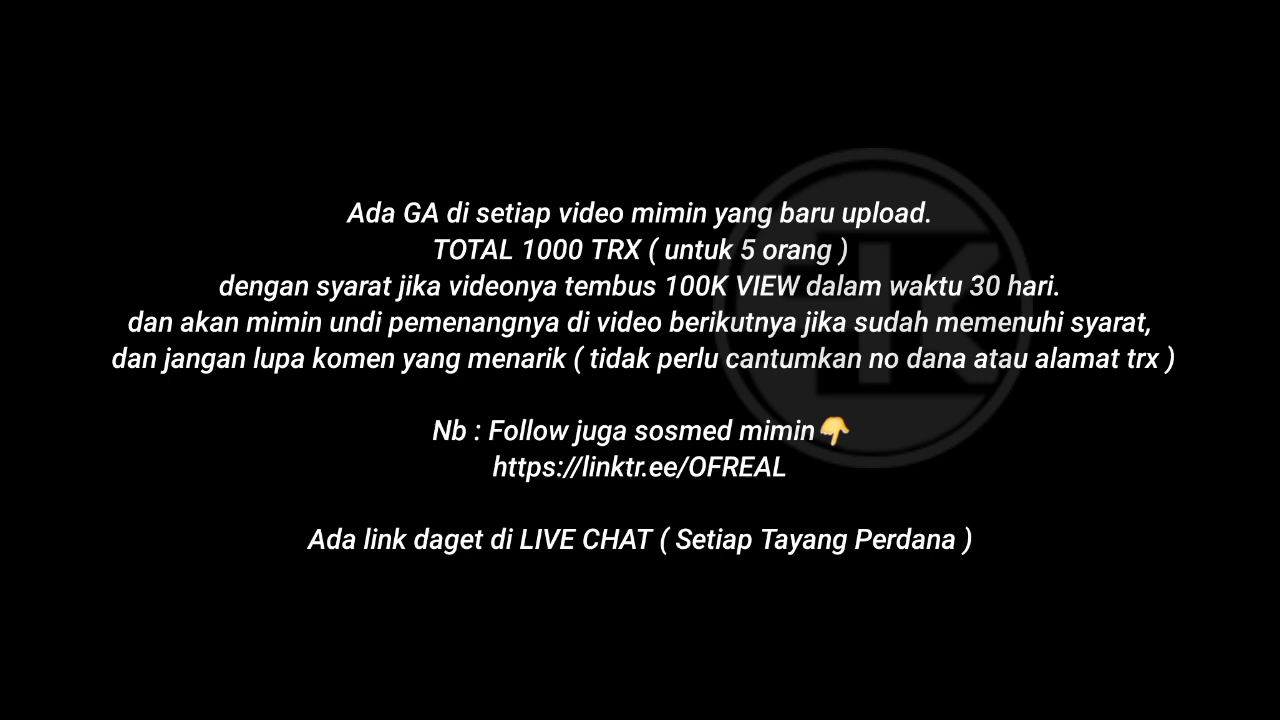 Ada GA di setiap video mimin yang baru upload.
TOTAL 1000 TRX ( untuk 5 orang )
dengan syarat jika videonya tembus 100K VIEW dalam waktu 30 hari.
dan akan mimin undi pemenangnya di video berikutnya jika sudah memenuhi syarat,
dan jangan lupa komen yang menarik ( tidak perlu cantumkan no dana atau alamat trx )
Nb : Follow juga sosmed mimin👇
https://linktr.ee/OFREAL
Ada link daget di LIVE CHAT ( Setiap Tayang Perdana )